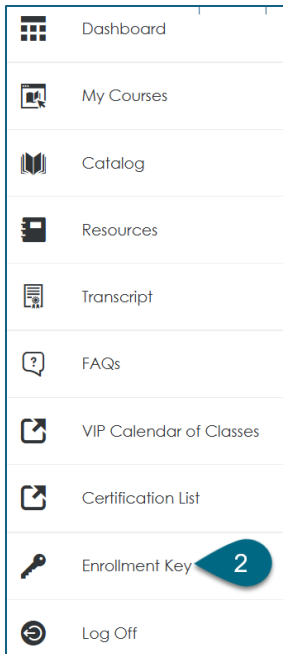 Dashboard
My Courses
Catalog
Resources
Transcript
? FAQs
VIP Calendar of Classes
Certification List
Enrollment Key 2
Log Off